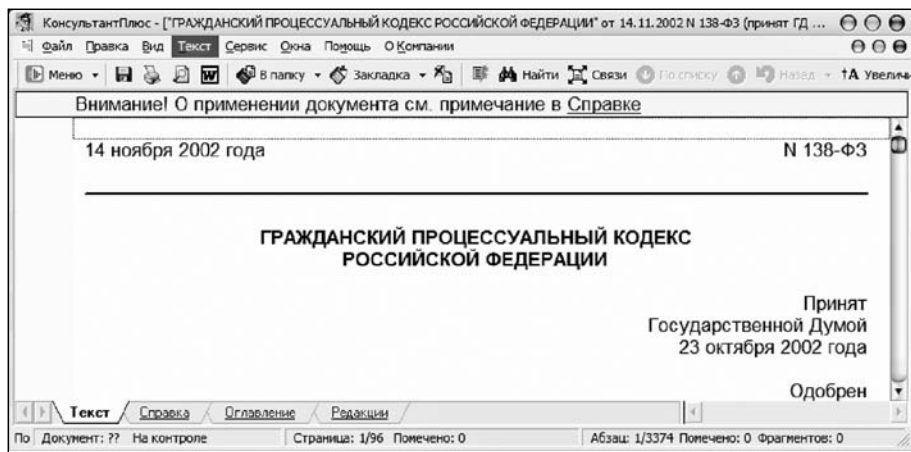 КонсультантПлюс - ["ГРАЖДАНСКИЙ ПРОЦЕССУАЛЬНЫЙ КОДЕКС РОССИЙСКОЙ ФЕДЕРАЦИИ" от 14.11.2002 N 138-ФЗ (принят ГД ...
Файл Правка Вид Текст Сервис Окна Помощь О Компании
Меню В папку Закладка Найти Связи По списку Назад Увеличи
Внимание! О применении документа см. примечание в Справке
14 ноября 2002 года N 138-ФЗ
ГРАЖДАНСКИЙ ПРОЦЕССУАЛЬНЫЙ КОДЕКС
РОССИЙСКОЙ ФЕДЕРАЦИИ
Принят
Государственной Думой
23 октября 2002 года
Одобрен
Текст Справка Оглавление Редакции
По Документ: ?? На контроле Страница: 1/96 Помечено: 0 Абзац: 1/3374 Помечено: 0 Фрагментов: 0